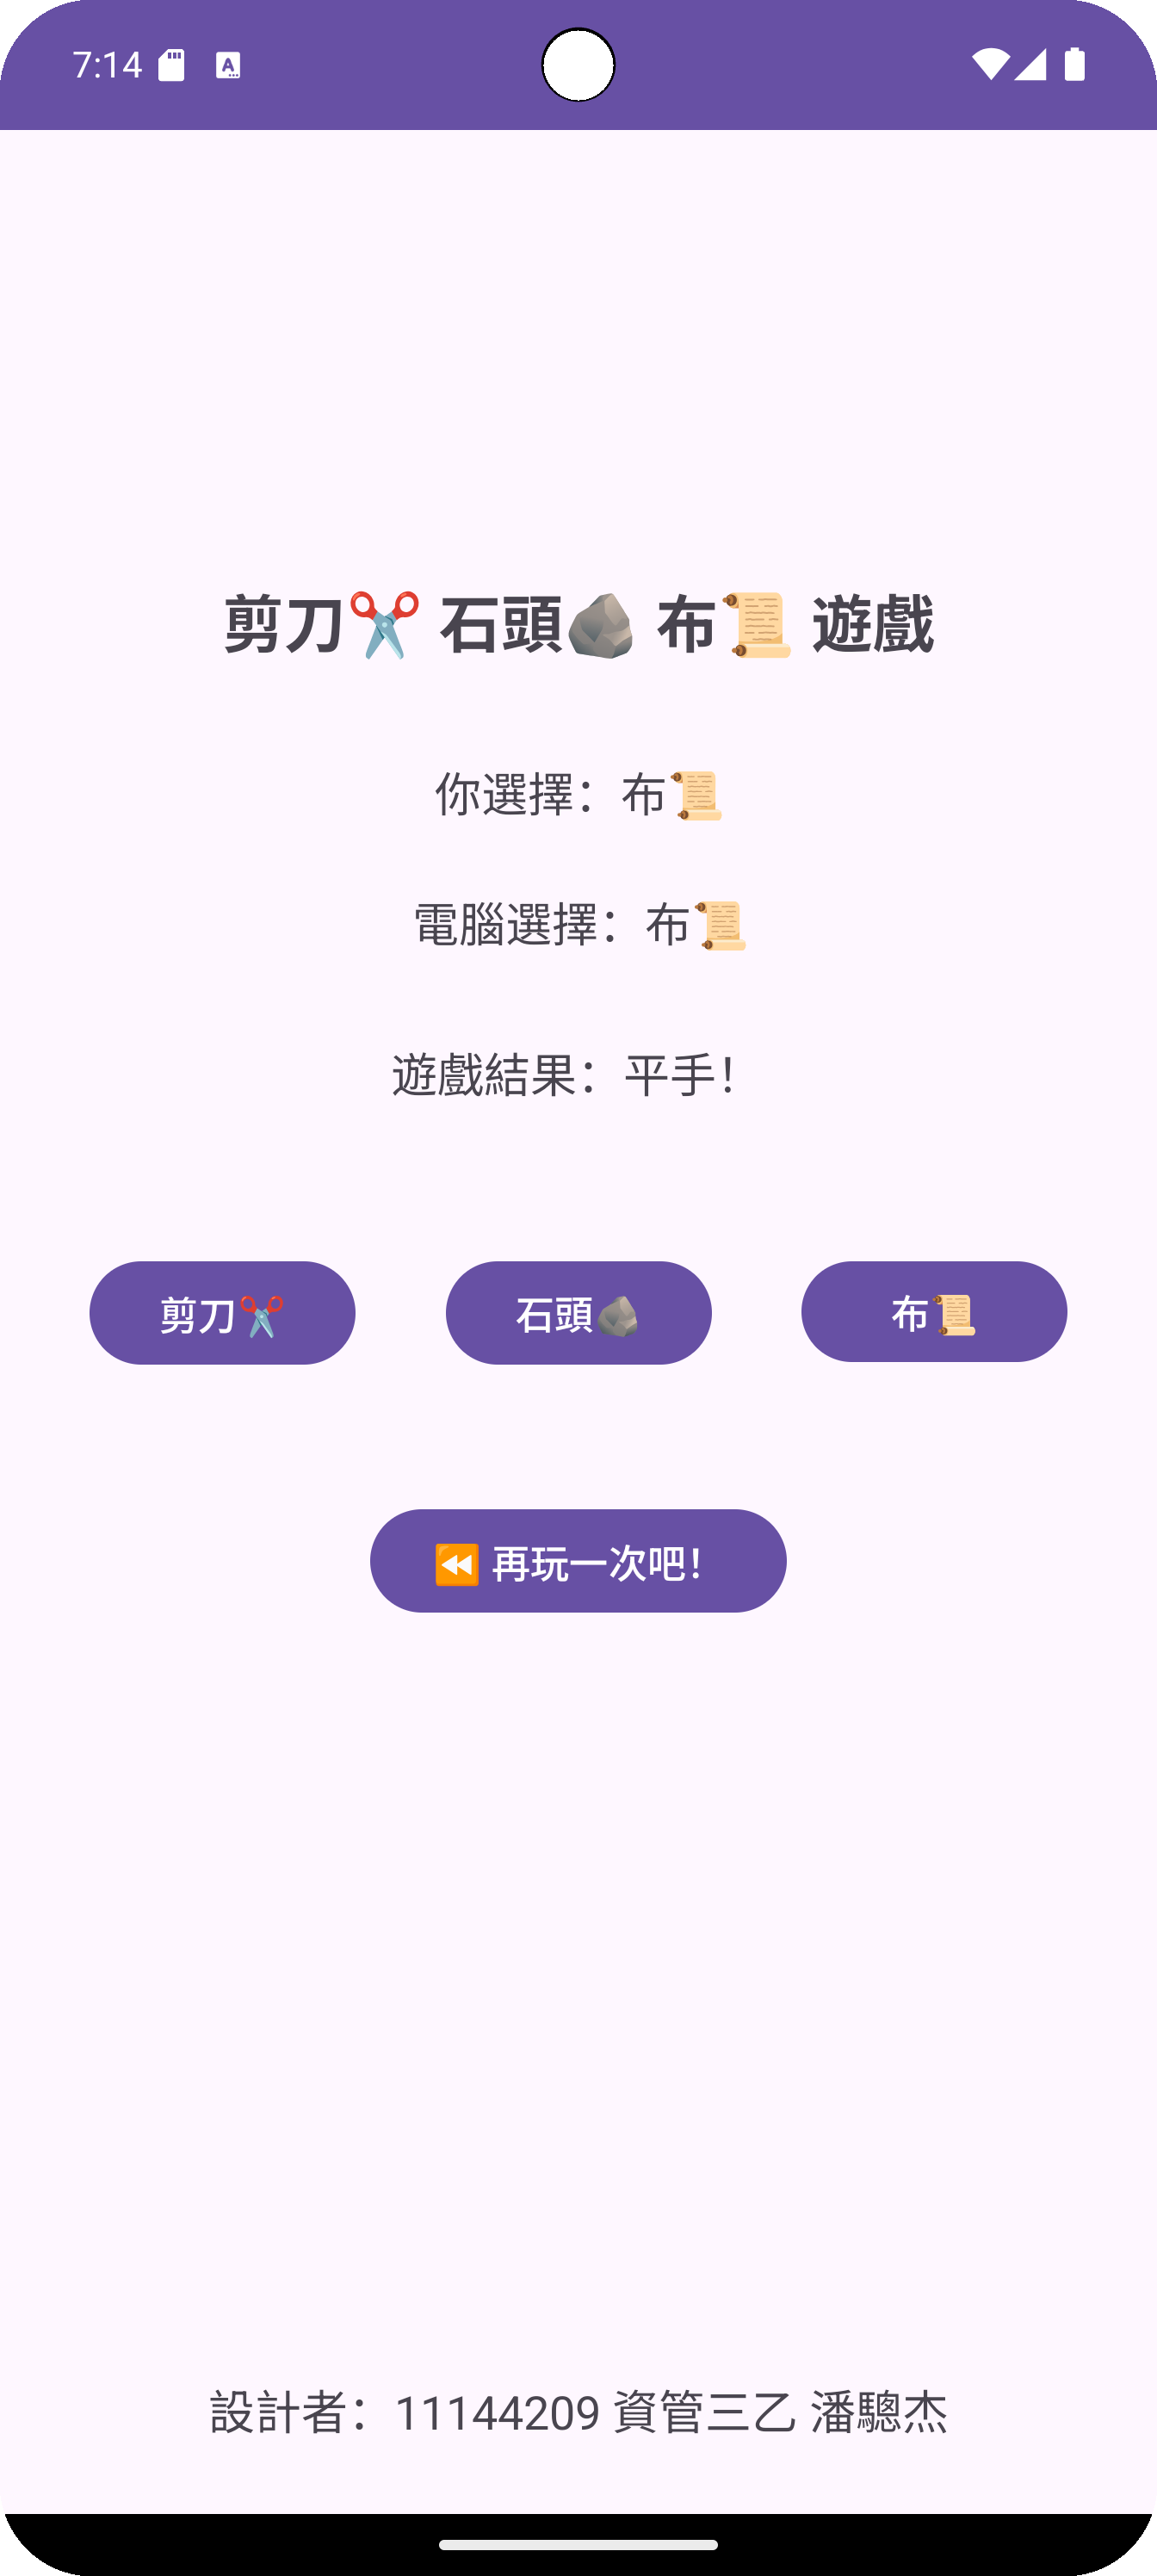 7:14
剪刀✂️ 石頭🪨 布📜 遊戲
你選擇：布📜
電腦選擇：布📜
遊戲結果：平手！
剪刀✂️ 石頭🪨 布📜
⏪ 再玩一次吧！
設計者：11144209 資管三乙 潘驄杰